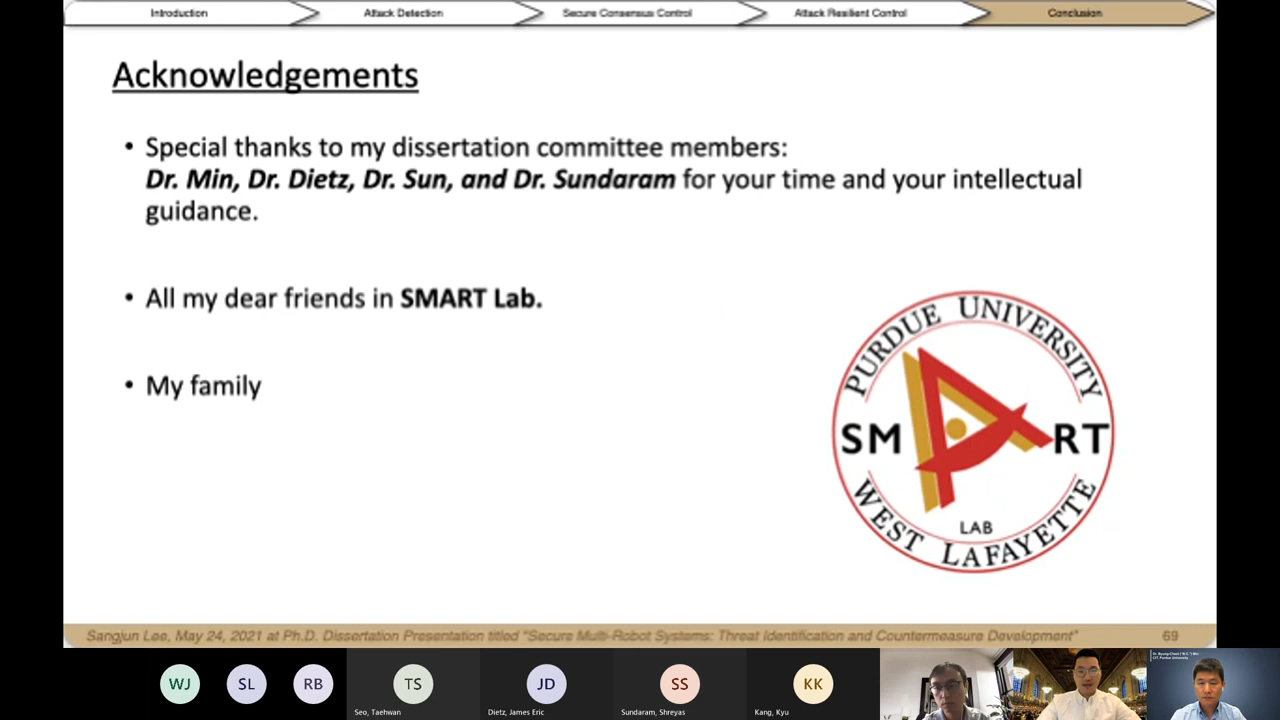 Introduction
Attack Detection
Secure Consensus Control
Attack Resilient Control
Conclusion
Acknowledgements
• Special thanks to my dissertation committee members:
Dr. Min, Dr. Dietz, Dr. Sun, and Dr. Sundaram for your time and your intellectual
guidance.
• All my dear friends in SMART Lab.
• My family
PURDUE UNIVERSITY
SM RT
LAB
WEST LAFAYETTE
Sangjun Lee, May 24, 2021 at Ph.D. Dissertation Presentation titled "Secure Multi-Robot Systems: Threat Identification and Countermeasure Development"
69
WJ
SL
RB
TS
JD
SS
KK
Seo, Taehwan
Dietz, James Eric
Sundaram, Shreyas
Kang, Kyu